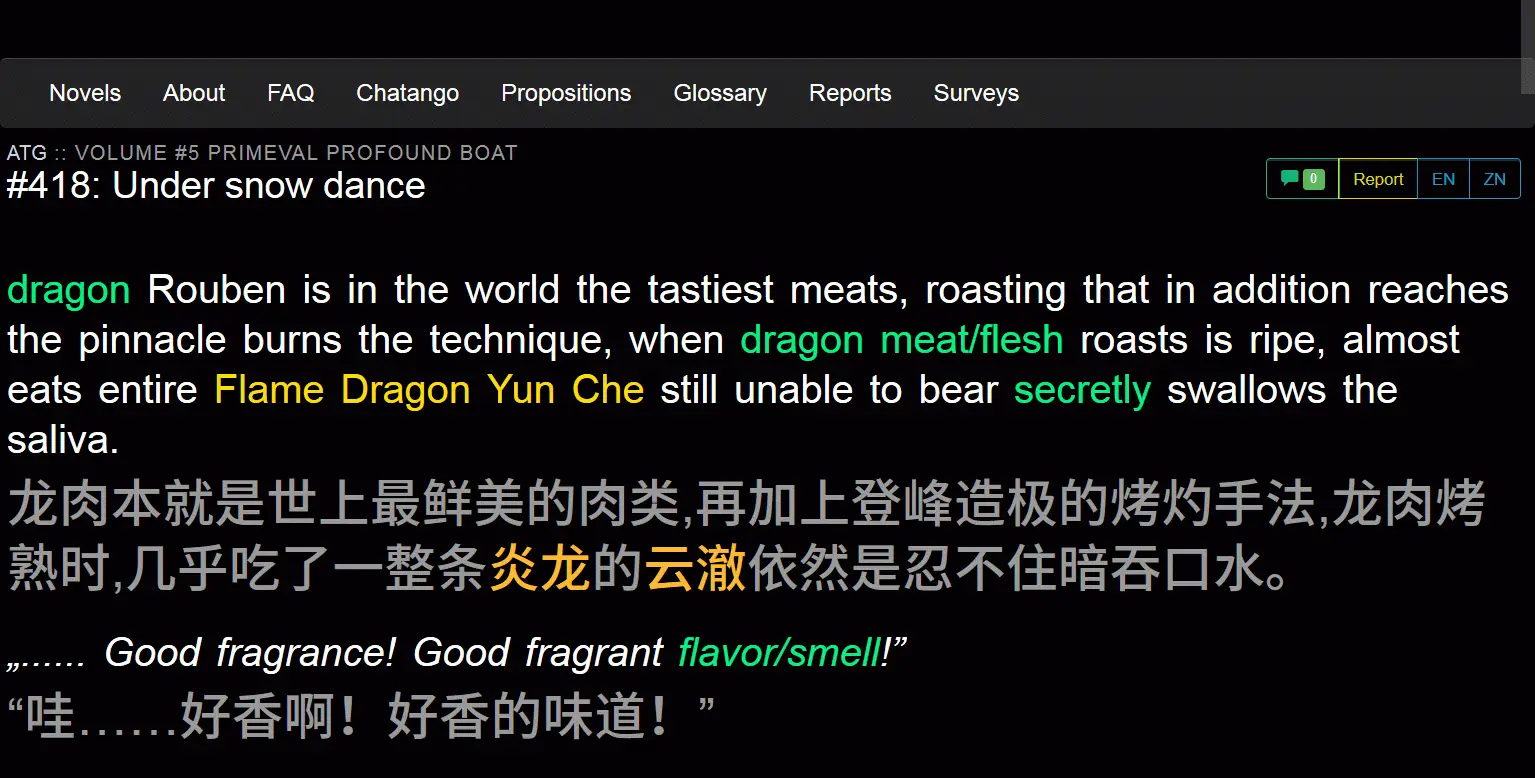 Novels About FAQ Chatango Propositions Glossary Reports Surveys
ATG :: VOLUME #5 PRIMEVAL PROFOUND BOAT
#418: Under snow dance
0 Report EN ZN
dragon Rouben is in the world the tastiest meats, roasting that in addition reaches
the pinnacle burns the technique, when dragon meat/flesh roasts is ripe, almost
eats entire Flame Dragon Yun Che still unable to bear secretly swallows the
saliva.
龙肉本就是世上最鲜美的肉类,再加上登峰造极的烤灼手法,龙肉烤
熟时,几乎吃了一整条炎龙的云澈依然是忍不住暗吞口水。
„...... Good fragrance! Good fragrant flavor/smell!”
“哇……好香啊！好香的味道！”